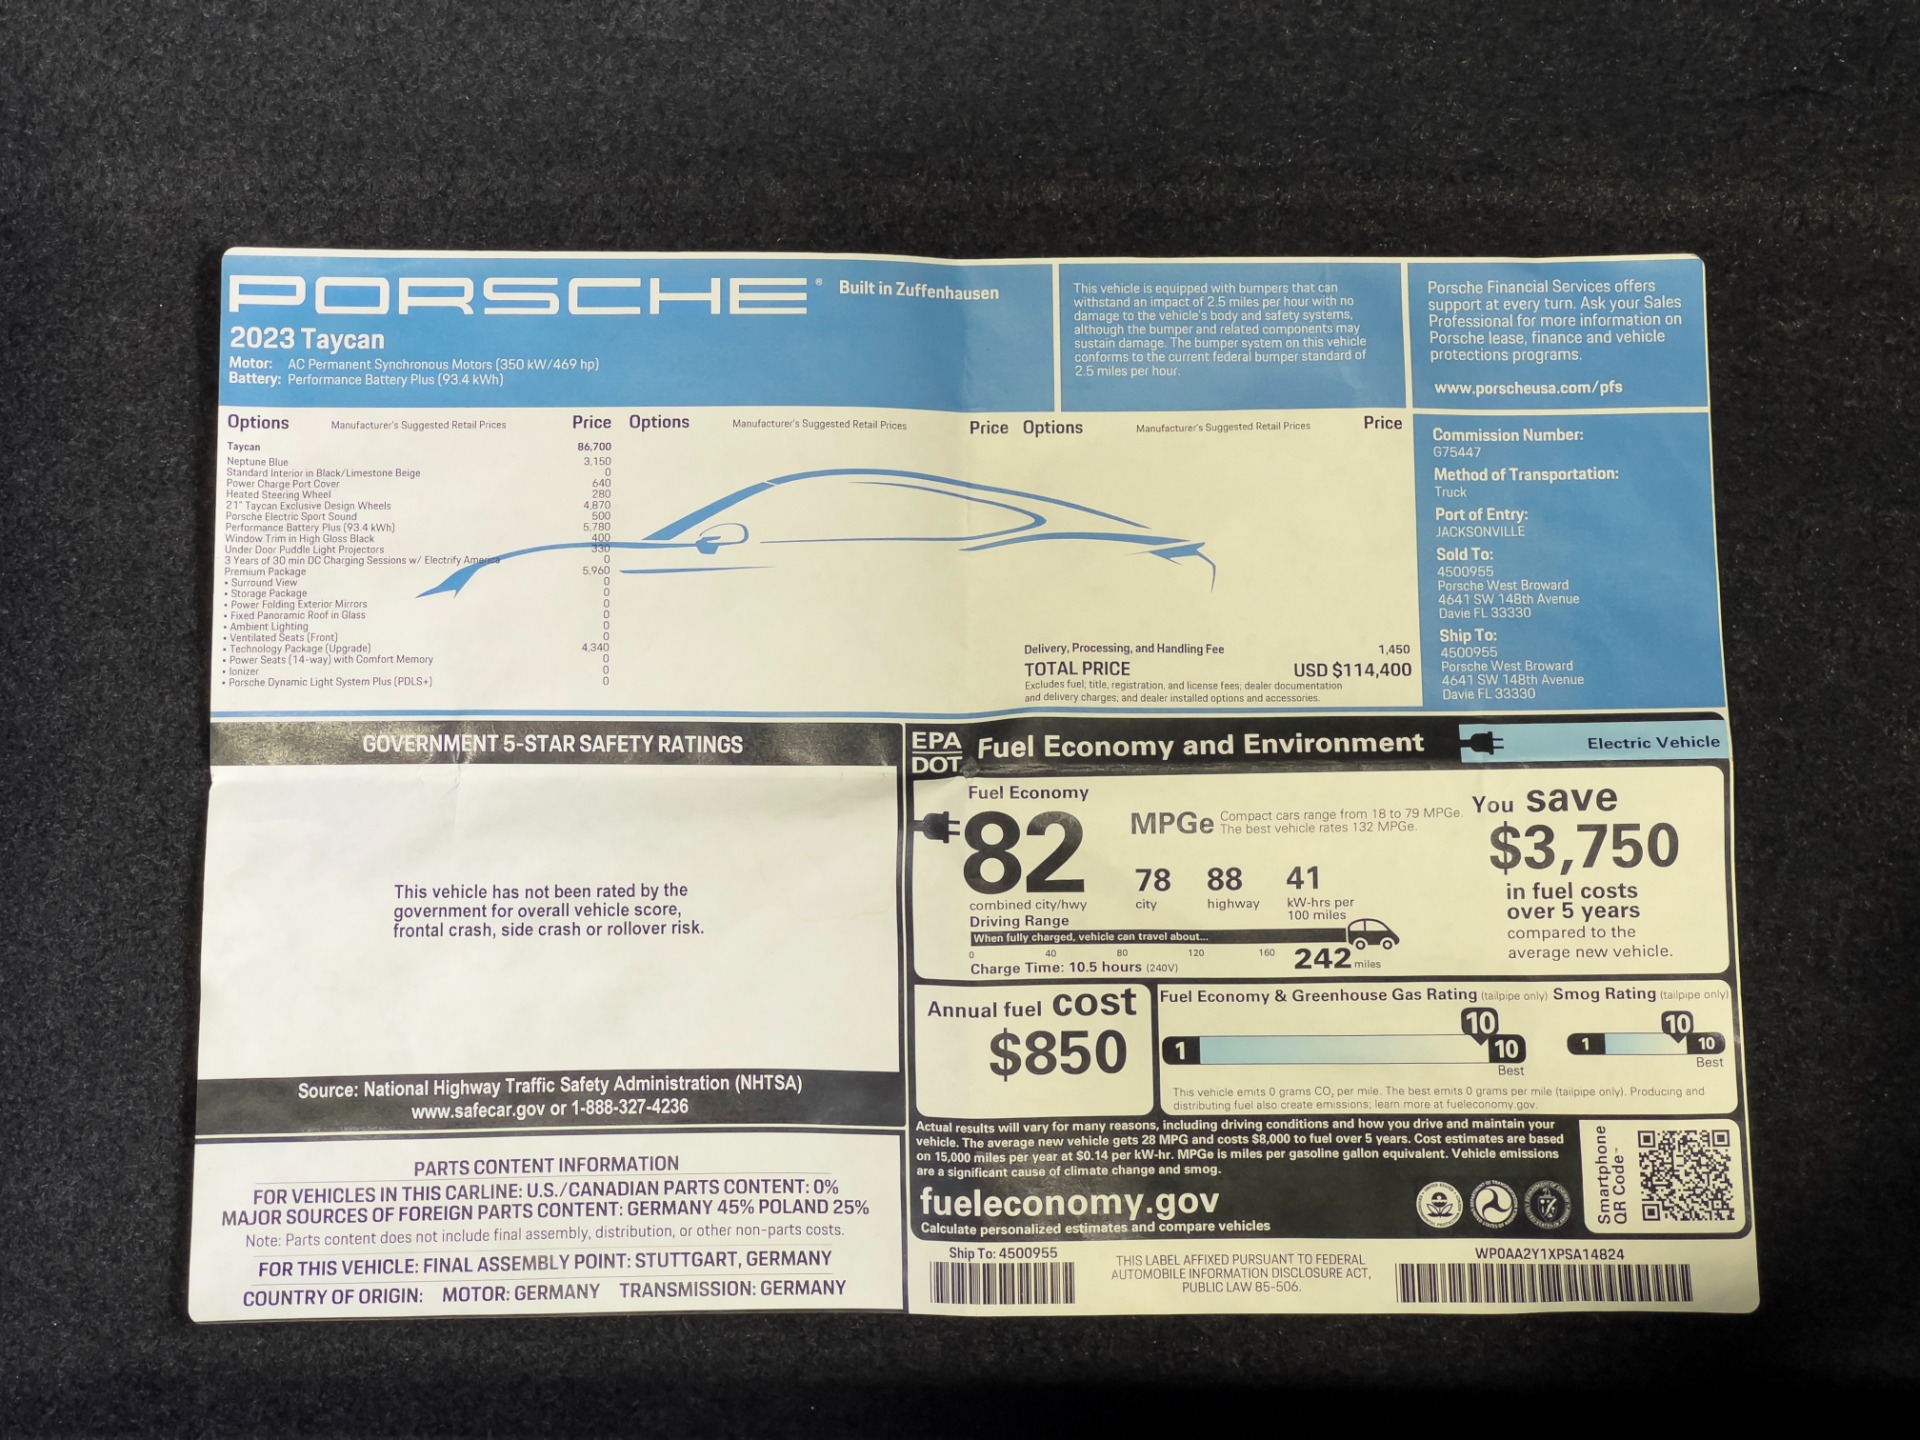 PORSCHE® Built in Zuffenhausen
2023 Taycan
Motor: AC Permanent Synchronous Motors (350 kW/469 hp)
Battery: Performance Battery Plus (93.4 kWh)
This vehicle is equipped with bumpers that can
withstand an impact of 2.5 miles per hour with no
damage to the vehicle's body and safety systems,
although the bumper and related components may
sustain damage. The bumper system on this vehicle
conforms to the current federal bumper standard of
2.5 miles per hour.
Porsche Financial Services offers
support at every turn. Ask your Sales
Professional for more information on
Porsche lease, finance and vehicle
protections programs.
www.porscheusa.com/pfs
Options Manufacturer's Suggested Retail Prices Price Options Manufacturer's Suggested Retail Prices Price Options Manufacturer's Suggested Retail Prices Price
Taycan 86,700
Neptune Blue 3,150
Standard Interior in Black/Limestone Beige 0
Power Charge Port Cover 640
Heated Steering Wheel 280
21" Taycan Exclusive Design Wheels 4,870
Porsche Electric Sport Sound 500
Performance Battery Plus (93.4 kWh) 5,780
Window Trim in High Gloss Black 400
Under Door Puddle Light Projectors 330
3 Years of 30 min DC Charging Sessions w/ Electrify America 0
Premium Package 5,960
• Surround View 0
• Storage Package 0
• Power Folding Exterior Mirrors 0
• Fixed Panoramic Roof in Glass 0
• Ambient Lighting 0
• Ventilated Seats (Front) 0
• Technology Package (Upgrade) 4,340
• Power Seats (14-way) with Comfort Memory 0
• Ionizer 0
• Porsche Dynamic Light System Plus (PDLS+) 0
Delivery, Processing, and Handling Fee 1,450
TOTAL PRICE USD $114,400
Excludes fuel; title, registration, and license fees; dealer documentation
and delivery charges; and dealer installed options and accessories.
Commission Number:
G75447
Method of Transportation:
Truck
Port of Entry:
JACKSONVILLE
Sold To:
4500955
Porsche West Broward
4641 SW 148th Avenue
Davie FL 33330
Ship To:
4500955
Porsche West Broward
4641 SW 148th Avenue
Davie FL 33330
GOVERNMENT 5-STAR SAFETY RATINGS
This vehicle has not been rated by the
government for overall vehicle score,
frontal crash, side crash or rollover risk.
Source: National Highway Traffic Safety Administration (NHTSA)
www.safecar.gov or 1-888-327-4236
PARTS CONTENT INFORMATION
FOR VEHICLES IN THIS CARLINE: U.S./CANADIAN PARTS CONTENT: 0%
MAJOR SOURCES OF FOREIGN PARTS CONTENT: GERMANY 45% POLAND 25%
Note: Parts content does not include final assembly, distribution, or other non-parts costs.
FOR THIS VEHICLE: FINAL ASSEMBLY POINT: STUTTGART, GERMANY
COUNTRY OF ORIGIN: MOTOR: GERMANY TRANSMISSION: GERMANY
EPA
DOT
Fuel Economy and Environment
Electric Vehicle
Fuel Economy
82 MPGe
Compact cars range from 18 to 79 MPGe.
The best vehicle rates 132 MPGe.
78 88 41
combined city/hwy city highway kW-hrs per
100 miles
Driving Range
When fully charged, vehicle can travel about...
0 40 80 120 160 242 miles
Charge Time: 10.5 hours (240V)
You save
$3,750
in fuel costs
over 5 years
compared to the
average new vehicle.
Annual fuel cost
$850
Fuel Economy & Greenhouse Gas Rating (tailpipe only)
10
1 10
Best
Smog Rating (tailpipe only)
10
1 10
Best
This vehicle emits 0 grams CO₂ per mile. The best emits 0 grams per mile (tailpipe only). Producing and
distributing fuel also create emissions; learn more at fueleconomy.gov.
Actual results will vary for many reasons, including driving conditions and how you drive and maintain your
vehicle. The average new vehicle gets 28 MPG and costs $8,000 to fuel over 5 years. Cost estimates are based
on 15,000 miles per year at $0.14 per kW-hr. MPGe is miles per gasoline gallon equivalent. Vehicle emissions
are a significant cause of climate change and smog.
fueleconomy.gov
Calculate personalized estimates and compare vehicles
Smartphone
QR Code™
Ship To: 4500955
THIS LABEL AFFIXED PURSUANT TO FEDERAL
AUTOMOBILE INFORMATION DISCLOSURE ACT,
PUBLIC LAW 85-506.
WP0AA2Y1XPSA14824